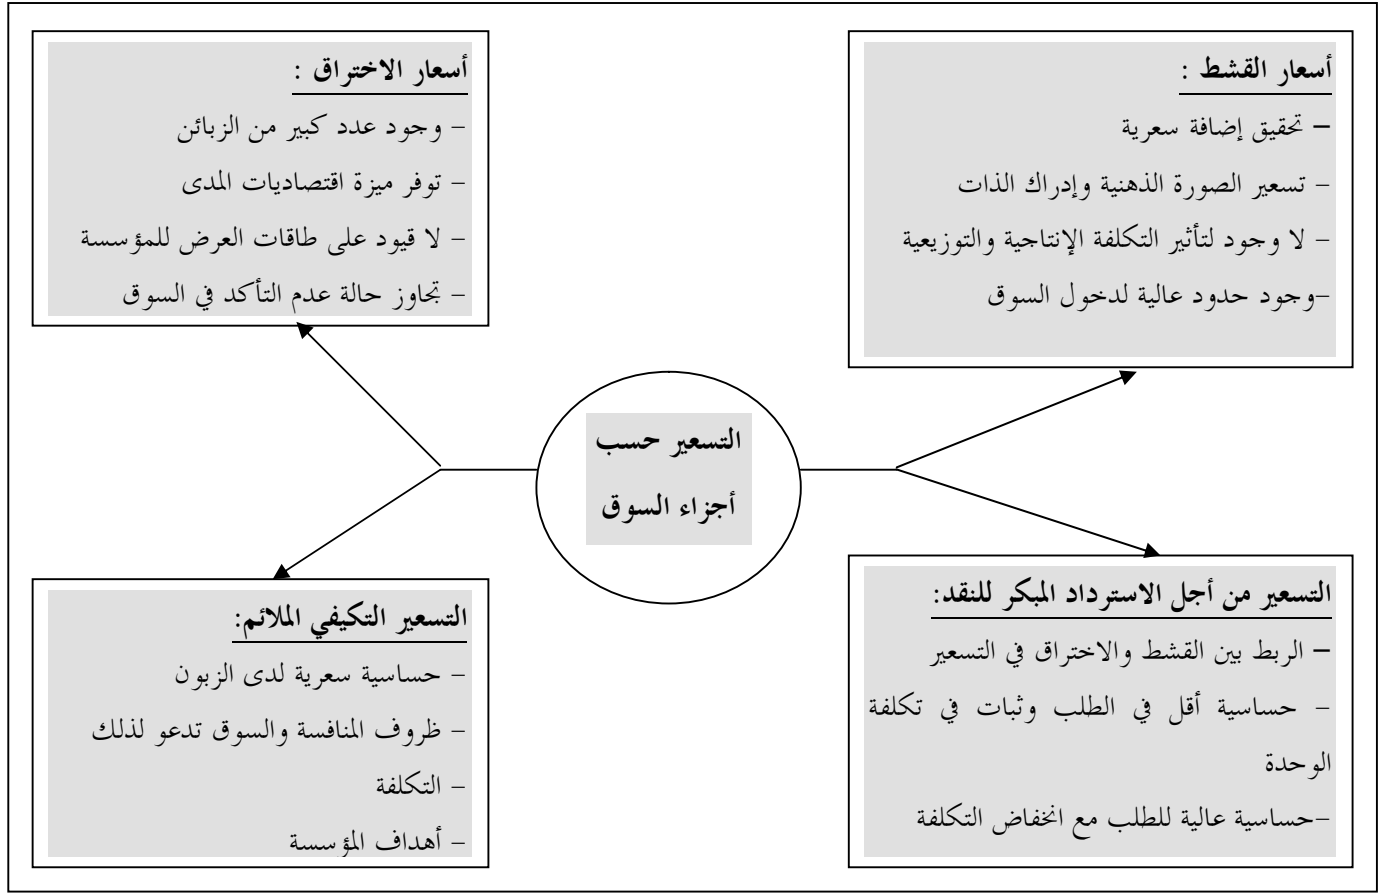 أسعار القشط :
– تحقيق إضافة سعرية
– تسعير الصورة الذهنية وإدراك الذات
– لا وجود لتأثير التكلفة الإنتاجية والتوزيعية
–وجود حدود عالية لدخول السوق
أسعار الاختراق :
– وجود عدد كبير من الزبائن
– توفر ميزة اقتصاديات المدى
– لا قيود على طاقات العرض للمؤسسة
– تجاوز حالة عدم التأكد في السوق
التسعير حسب
أجزاء السوق
التسعير من أجل الاسترداد المبكر للنقد:
– الربط بين القشط والاختراق في التسعير
– حساسية أقل في الطلب وثبات في تكلفة
الوحدة
–حساسية عالية للطلب مع انخفاض التكلفة
التسعير التكيفي الملائم:
– حساسية سعرية لدى الزبون
– ظروف المنافسة والسوق تدعو لذلك
– التكلفة
– أهداف المؤسسة